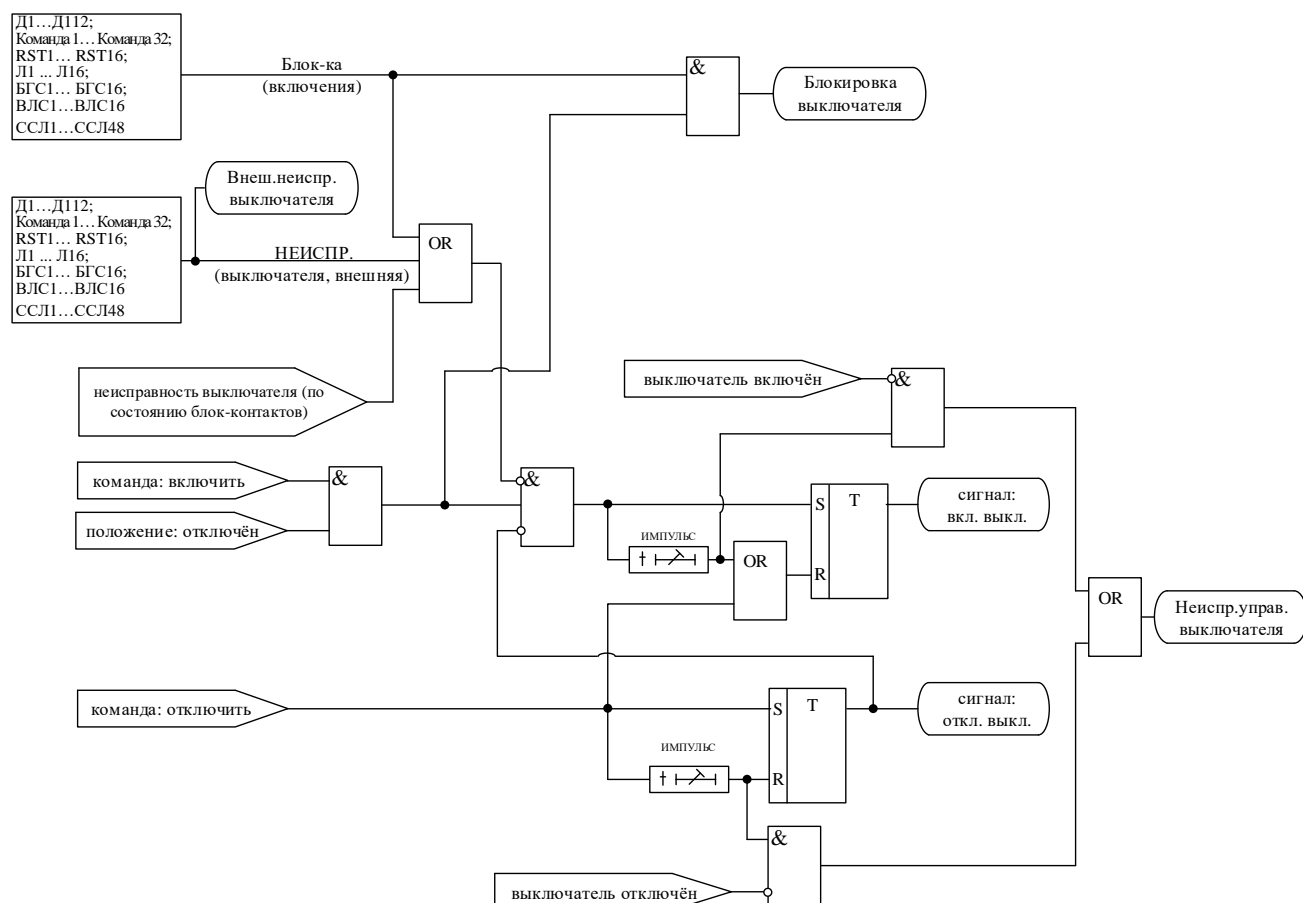 Д1…Д112;
Команда 1… Команда 32;
RST1… RST16;
Л1 ... Л16;
БГС1… БГС16;
ВЛС1…ВЛС16
ССЛ1…ССЛ48
Блок-ка
(включения)
&
Блокировка
выключателя
Внеш.неиспр.
выключателя
Д1…Д112;
Команда 1… Команда 32;
RST1… RST16;
Л1 ... Л16;
БГС1… БГС16;
ВЛС1…ВЛС16
ССЛ1…ССЛ48
НЕИСПР.
(выключателя, внешняя)
OR
неисправность выключателя (по
состоянию блок-контактов)
выключатель включён
&
команда: включить
положение: отключён
&
&
ИМПУЛЬС
OR
S
T
R
сигнал:
вкл. выкл.
OR
Неиспр.управ.
выключателя
команда: отключить
ИМПУЛЬС
S
T
R
сигнал:
откл. выкл.
&
выключатель отключён